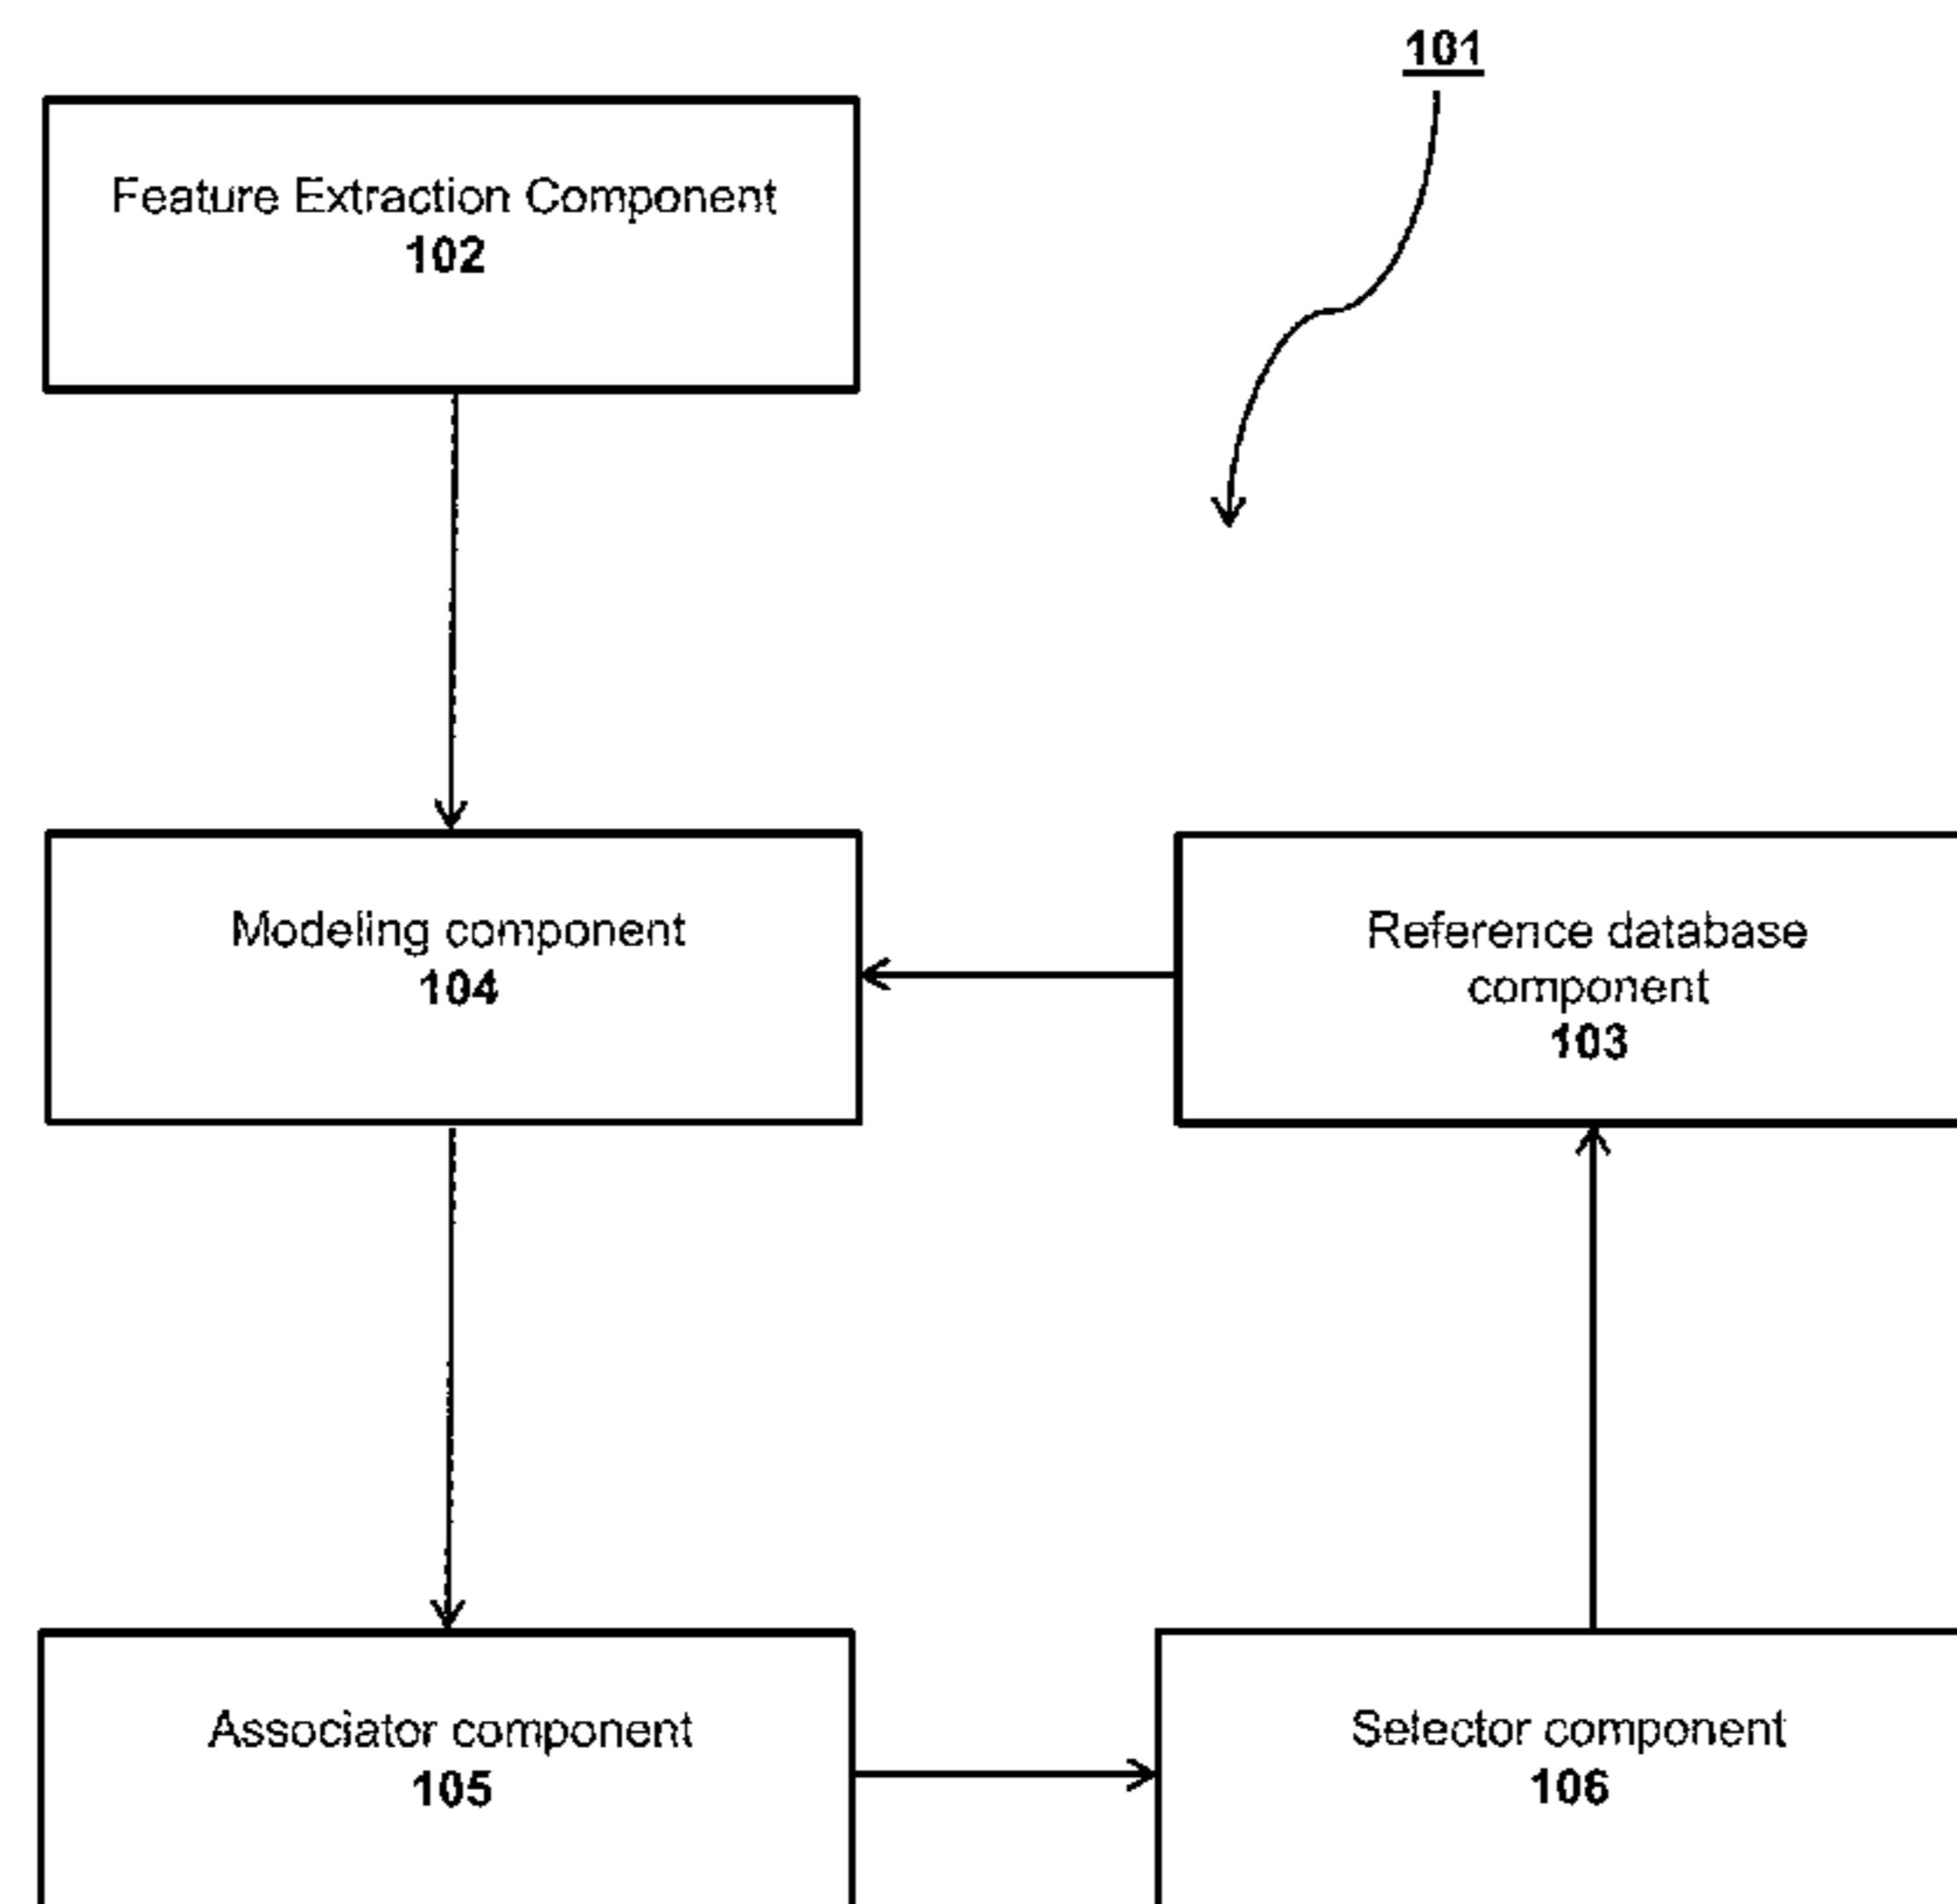 101
Feature Extraction Component
102
Modeling component
104
Reference database
component
103
Associator component
105
Selector component
106